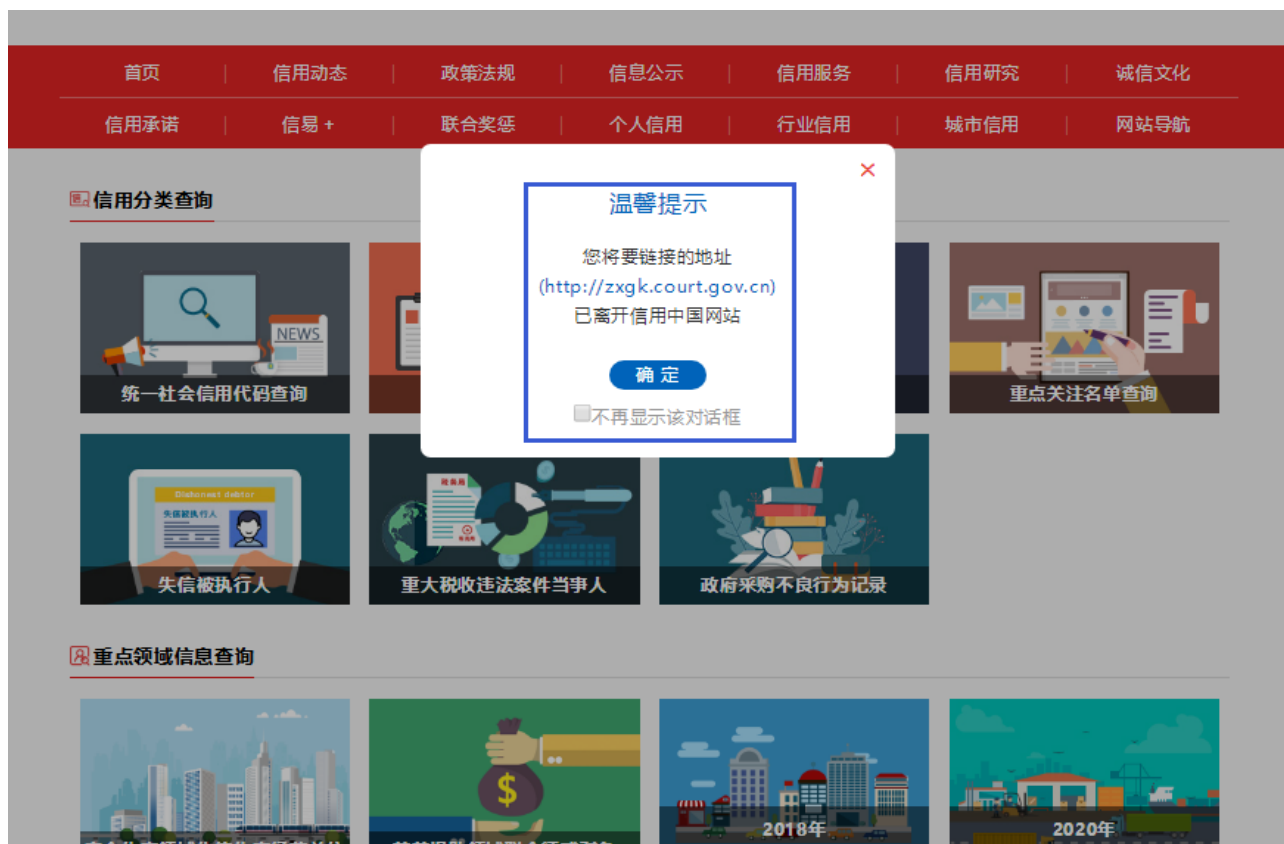 首页
信用动态
政策法规
信息公示
信用服务
信用研究
诚信文化
信用承诺
信易 +
联合奖惩
个人信用
行业信用
城市信用
网站导航
信用分类查询
温馨提示
您将要链接的地址
(http://zxgk.court.gov.cn)
已离开信用中国网站
确 定
不再显示该对话框
NEWS
统一社会信用代码查询
重点关注名单查询
Dishonest debtor
失信被执行人
失信被执行人
税务局
重大税收违法案件当事人
政府采购不良行为记录
重点领域信息查询
$
2018年
2020年